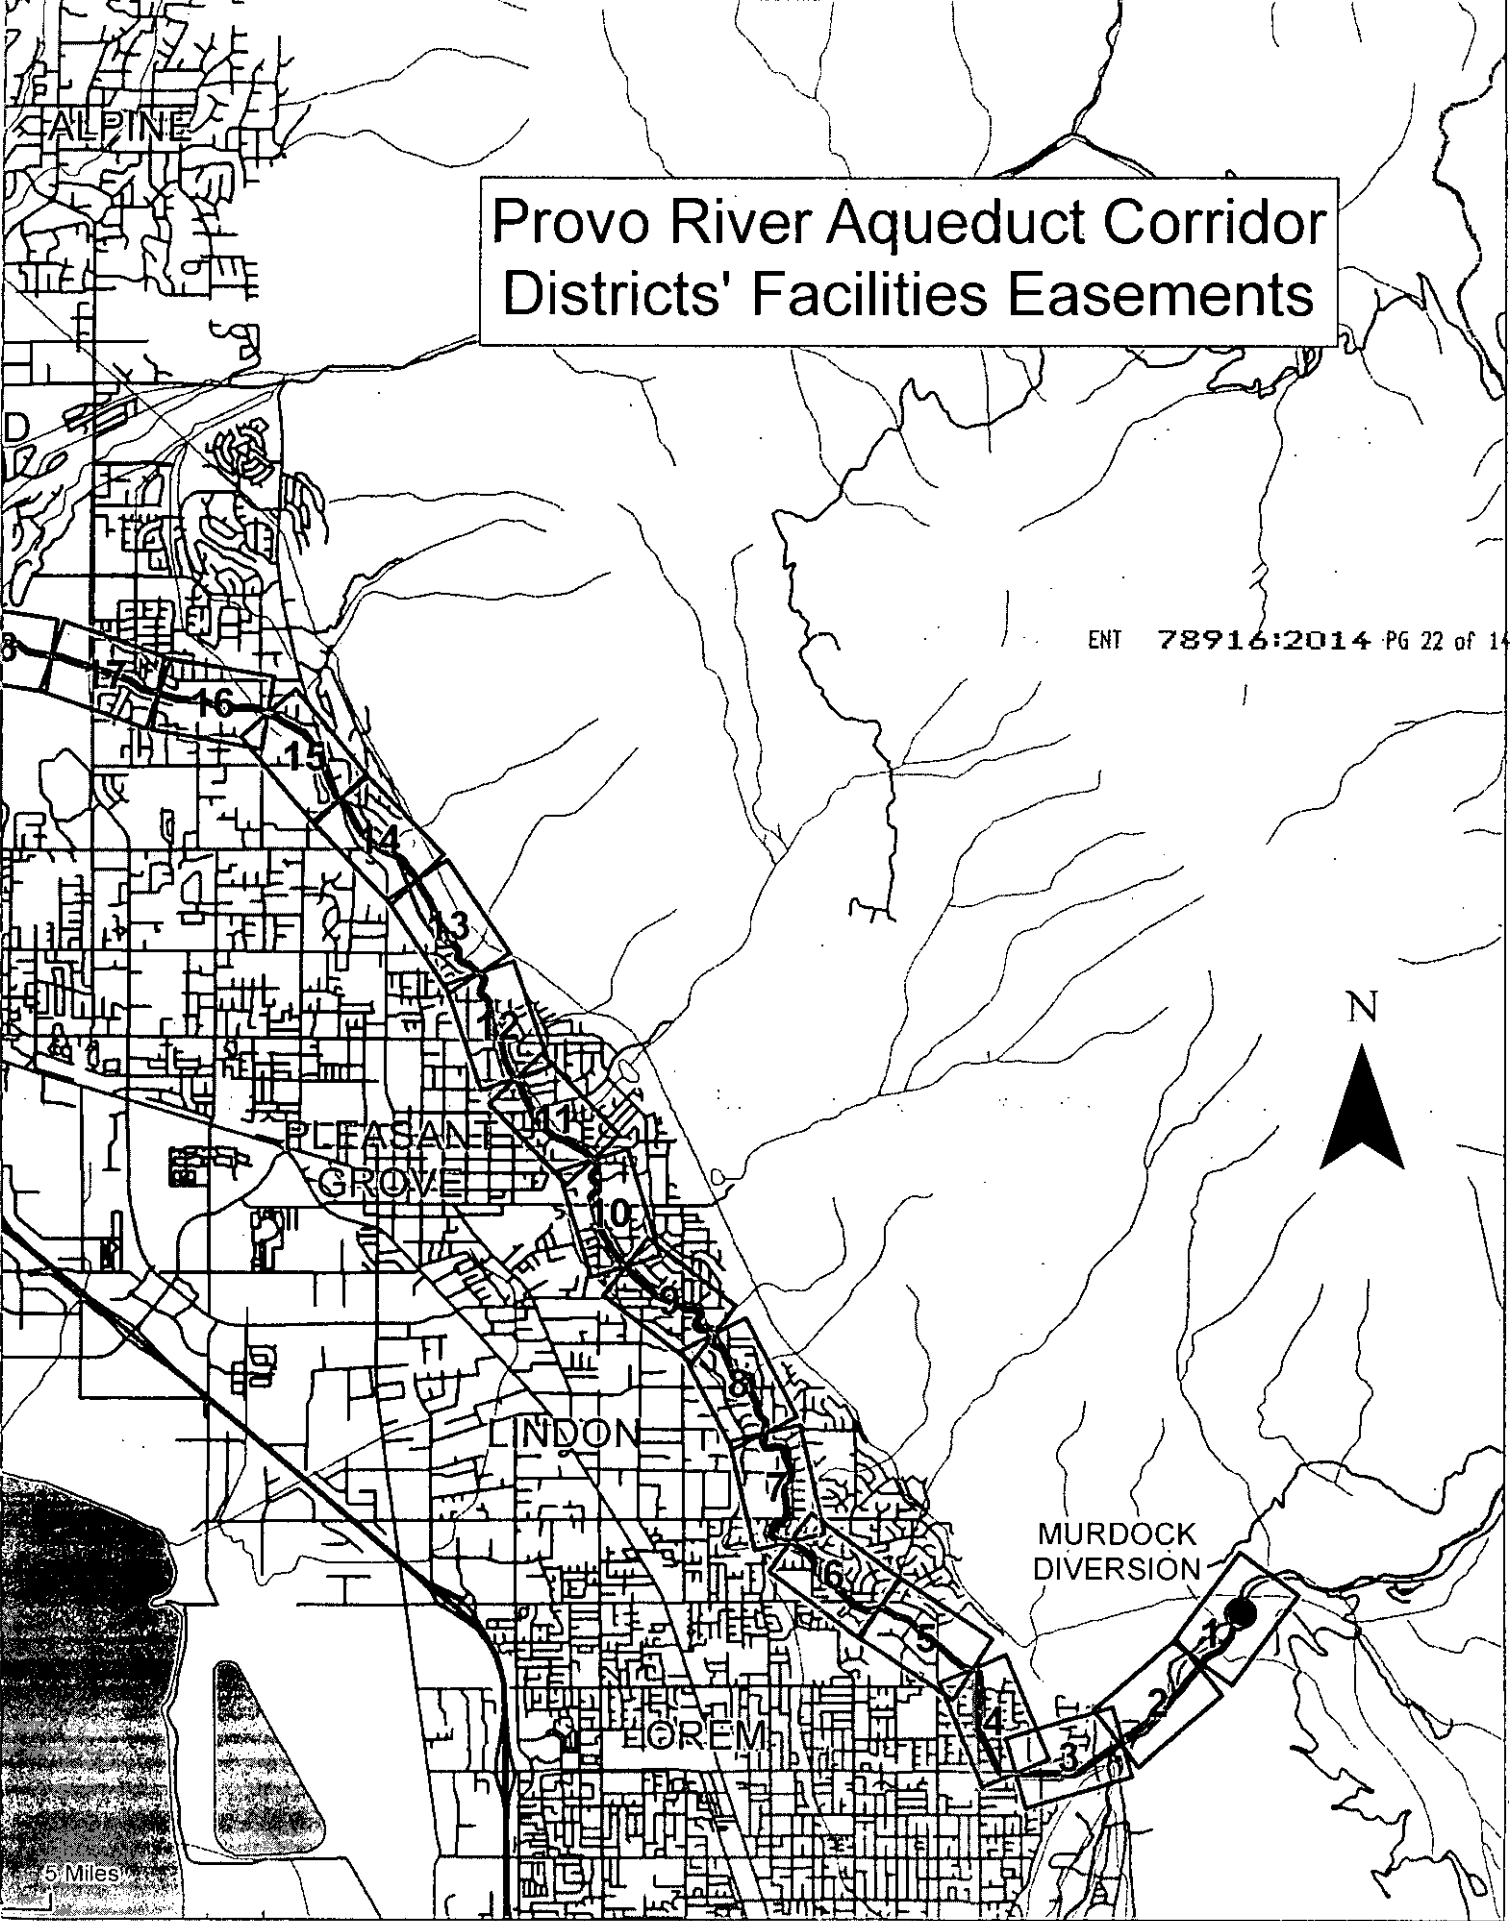 ALPINE
Provo River Aqueduct Corridor
Districts' Facilities Easements
D
ENT 78916:2014 PG 22 of 14
8
17
16
15
14
13
12
11
PLEASANT
GROVE
10
9
8
LINDON
7
6
5
4
3
2
1
N
MURDOCK
DIVERSION
OREM
5 Miles